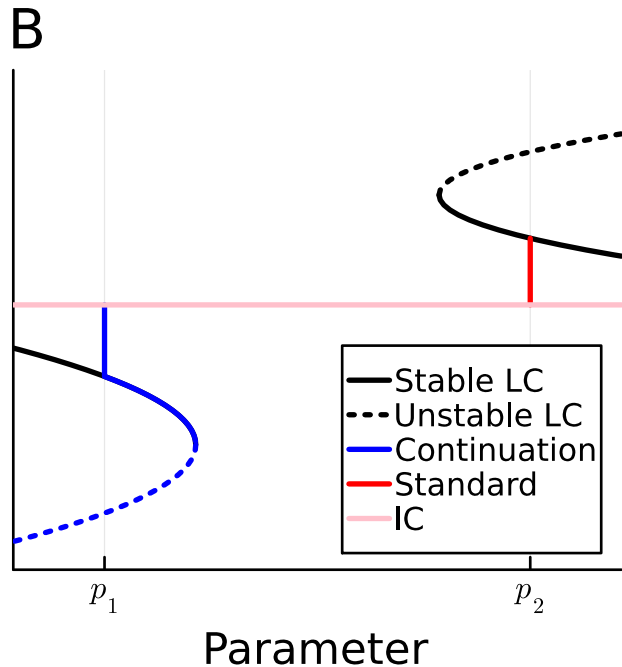 B
Stable LC
Unstable LC
Continuation
Standard
IC
p₁ p₂
Parameter